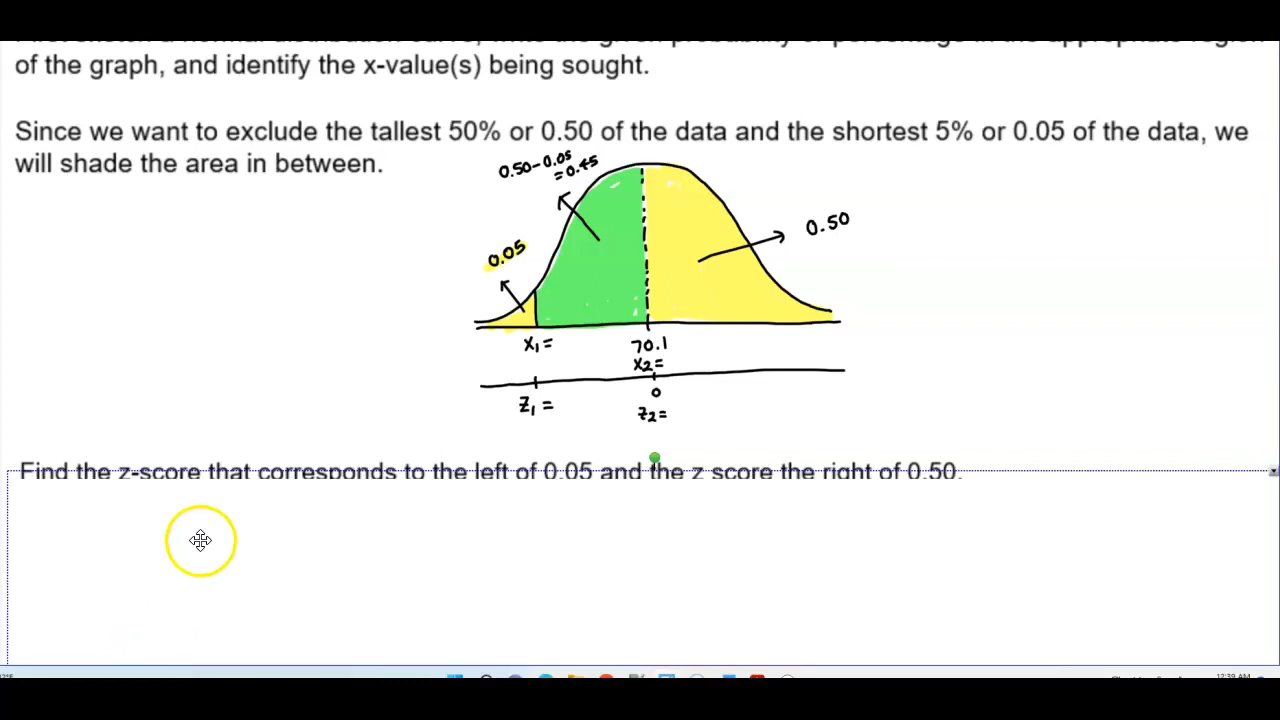 of the graph, and identify the x-value(s) being sought.
Since we want to exclude the tallest 50% or 0.50 of the data and the shortest 5% or 0.05 of the data, we
will shade the area in between.
0.50-0.05
=0.45
0.50
0.05
x₁=
70.1
x₂=
0
z₁=
z₂=
Find the z-score that corresponds to the left of 0.05 and the z score the right of 0.50.
12:39 AM